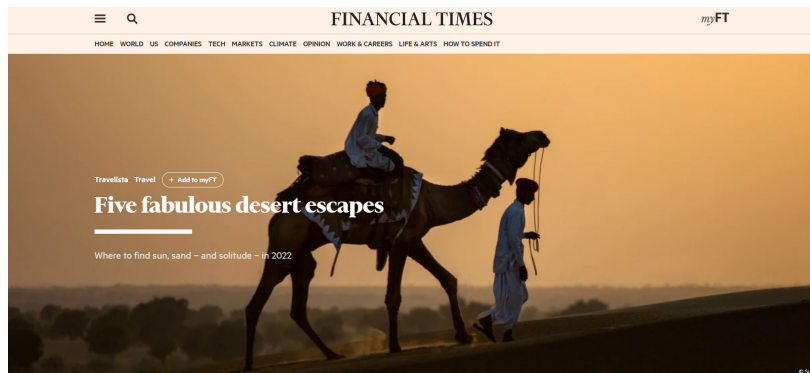 FINANCIAL TIMES
myFT
HOME WORLD US COMPANIES TECH MARKETS CLIMATE OPINION WORK & CAREERS LIFE & ARTS HOW TO SPEND IT
Travelista Travel + Add to myFT
Five fabulous desert escapes
Where to find sun, sand – and solitude – in 2022